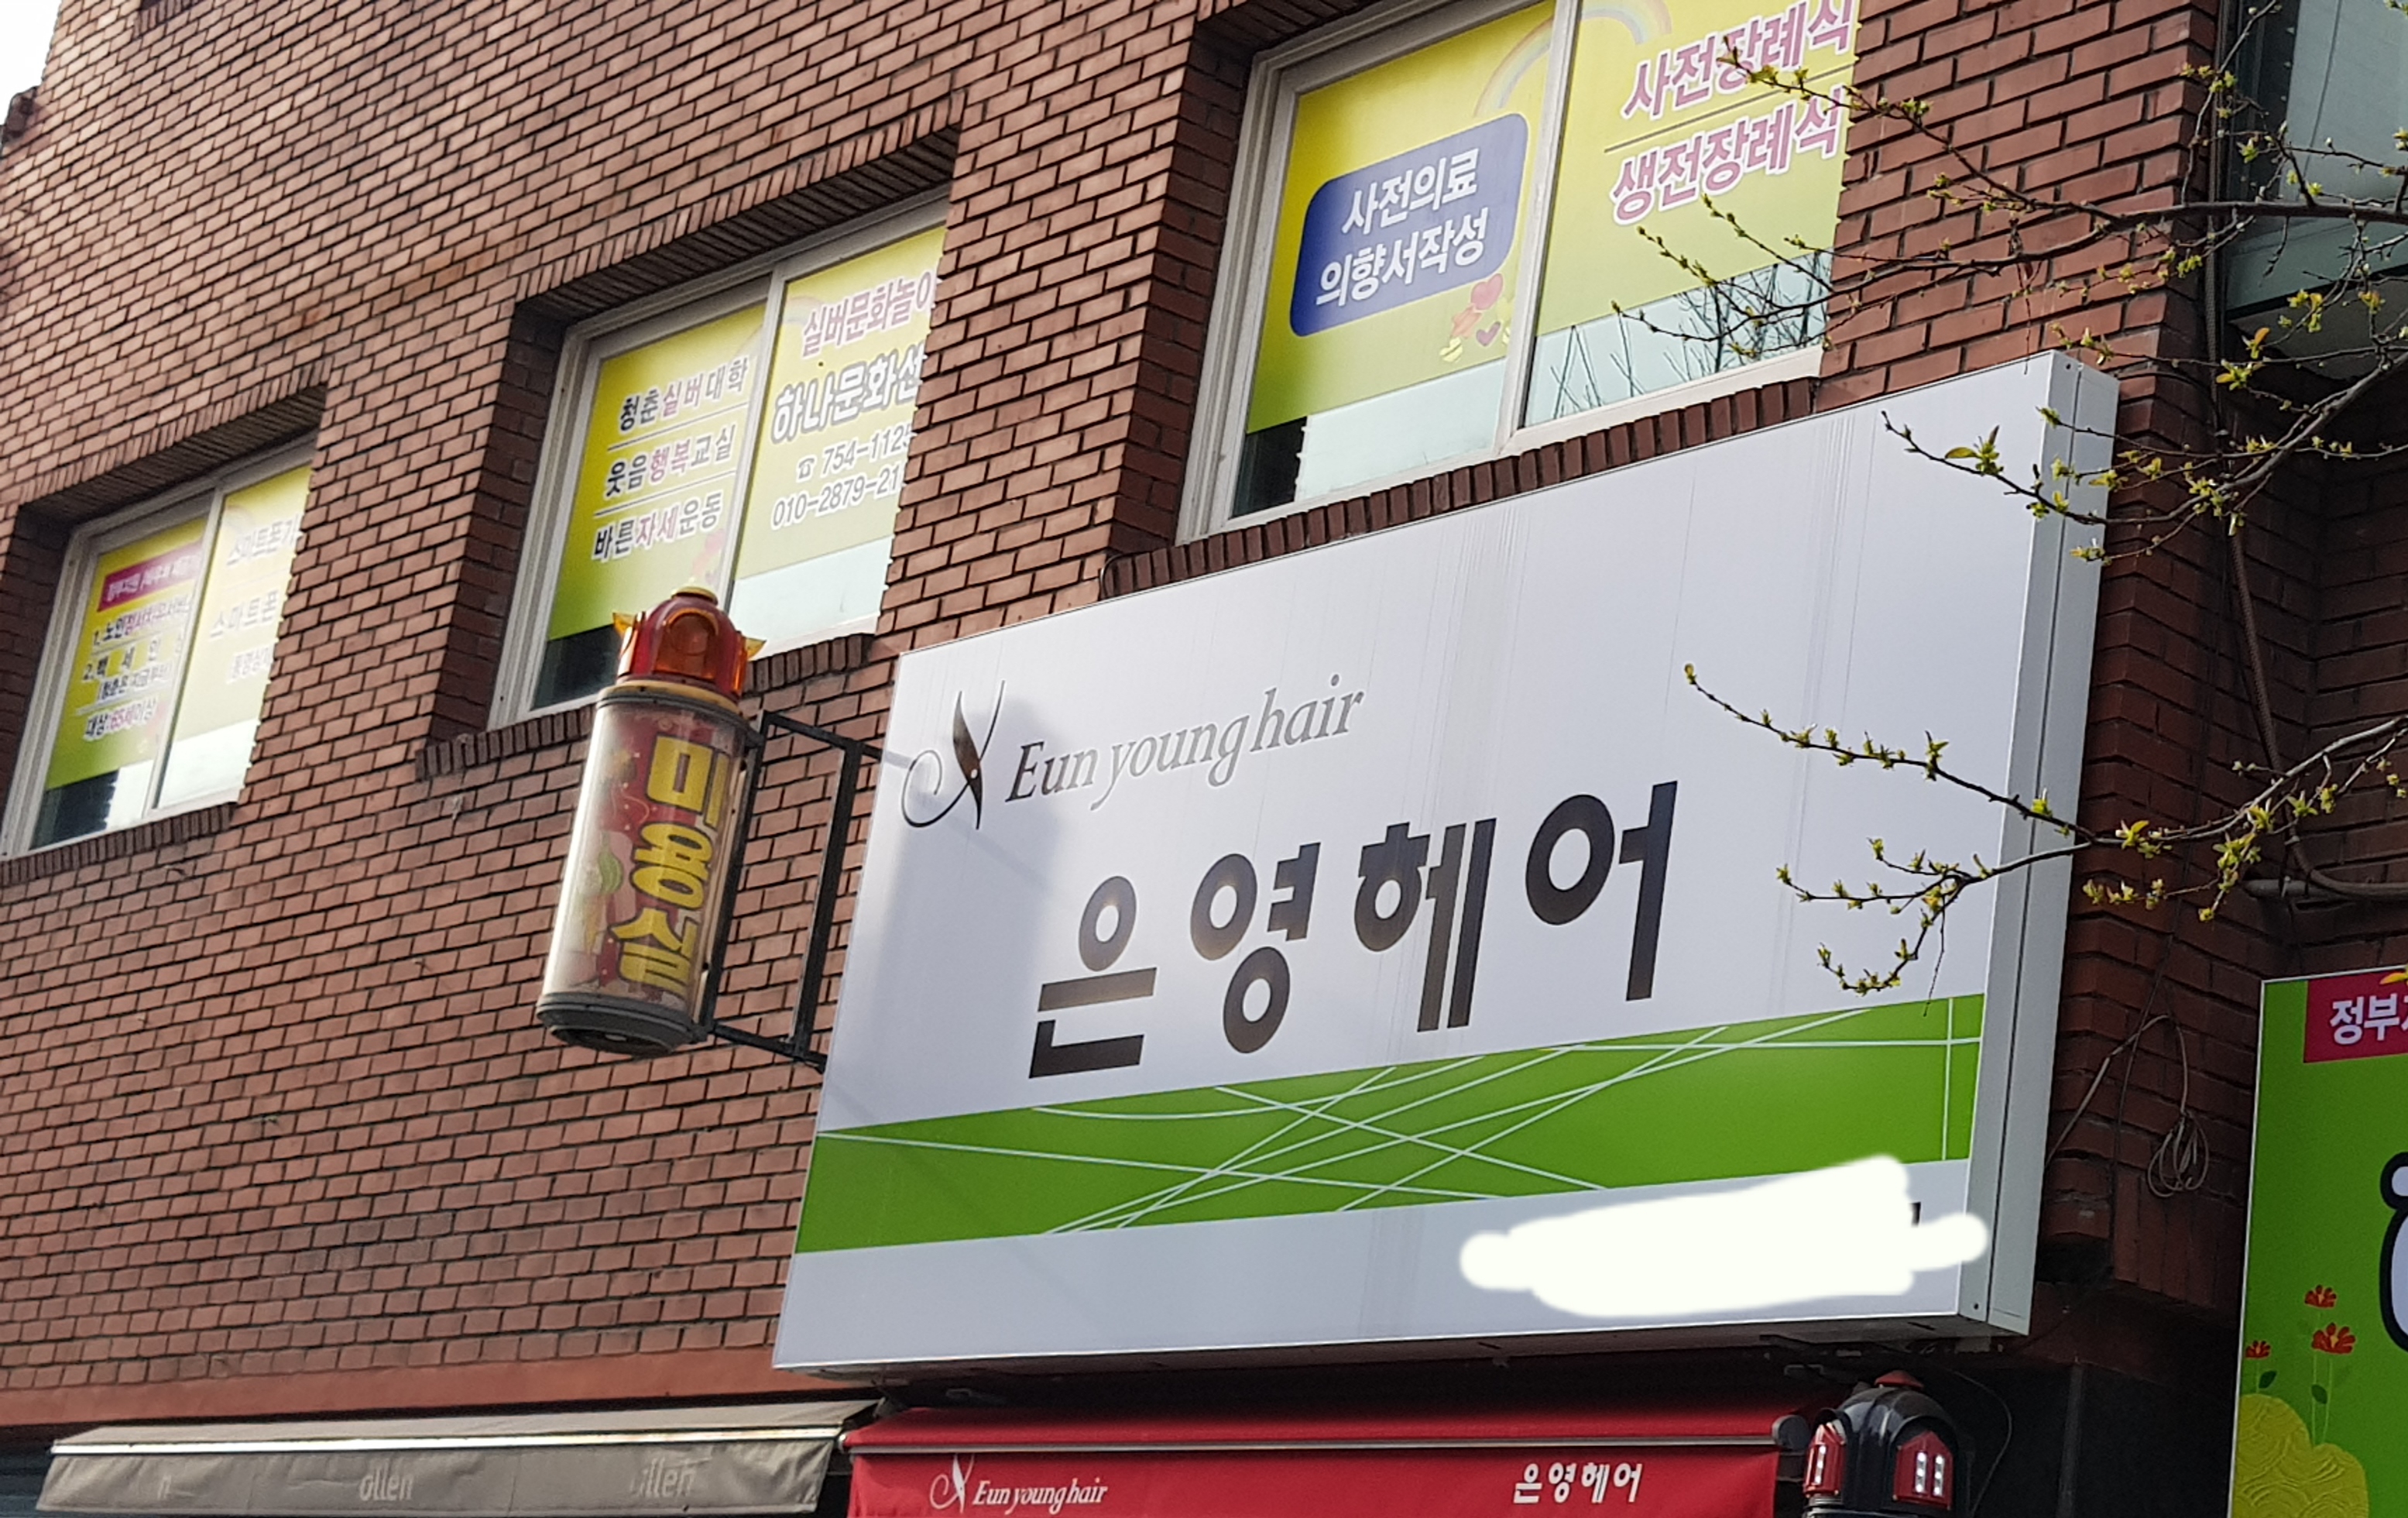 사전장례식
생전장례식
사전의료
의향서작성
실버문화놀이
하나문화센
☎ 754-112
010-2879-21
청춘실버대학
웃음행복교실
바른자세운동
스마트폰
스마트폰
대상:65세이상
미용실
Eun young hair
은영헤어
정부
ollen
ollen
Eun young hair
은영헤어